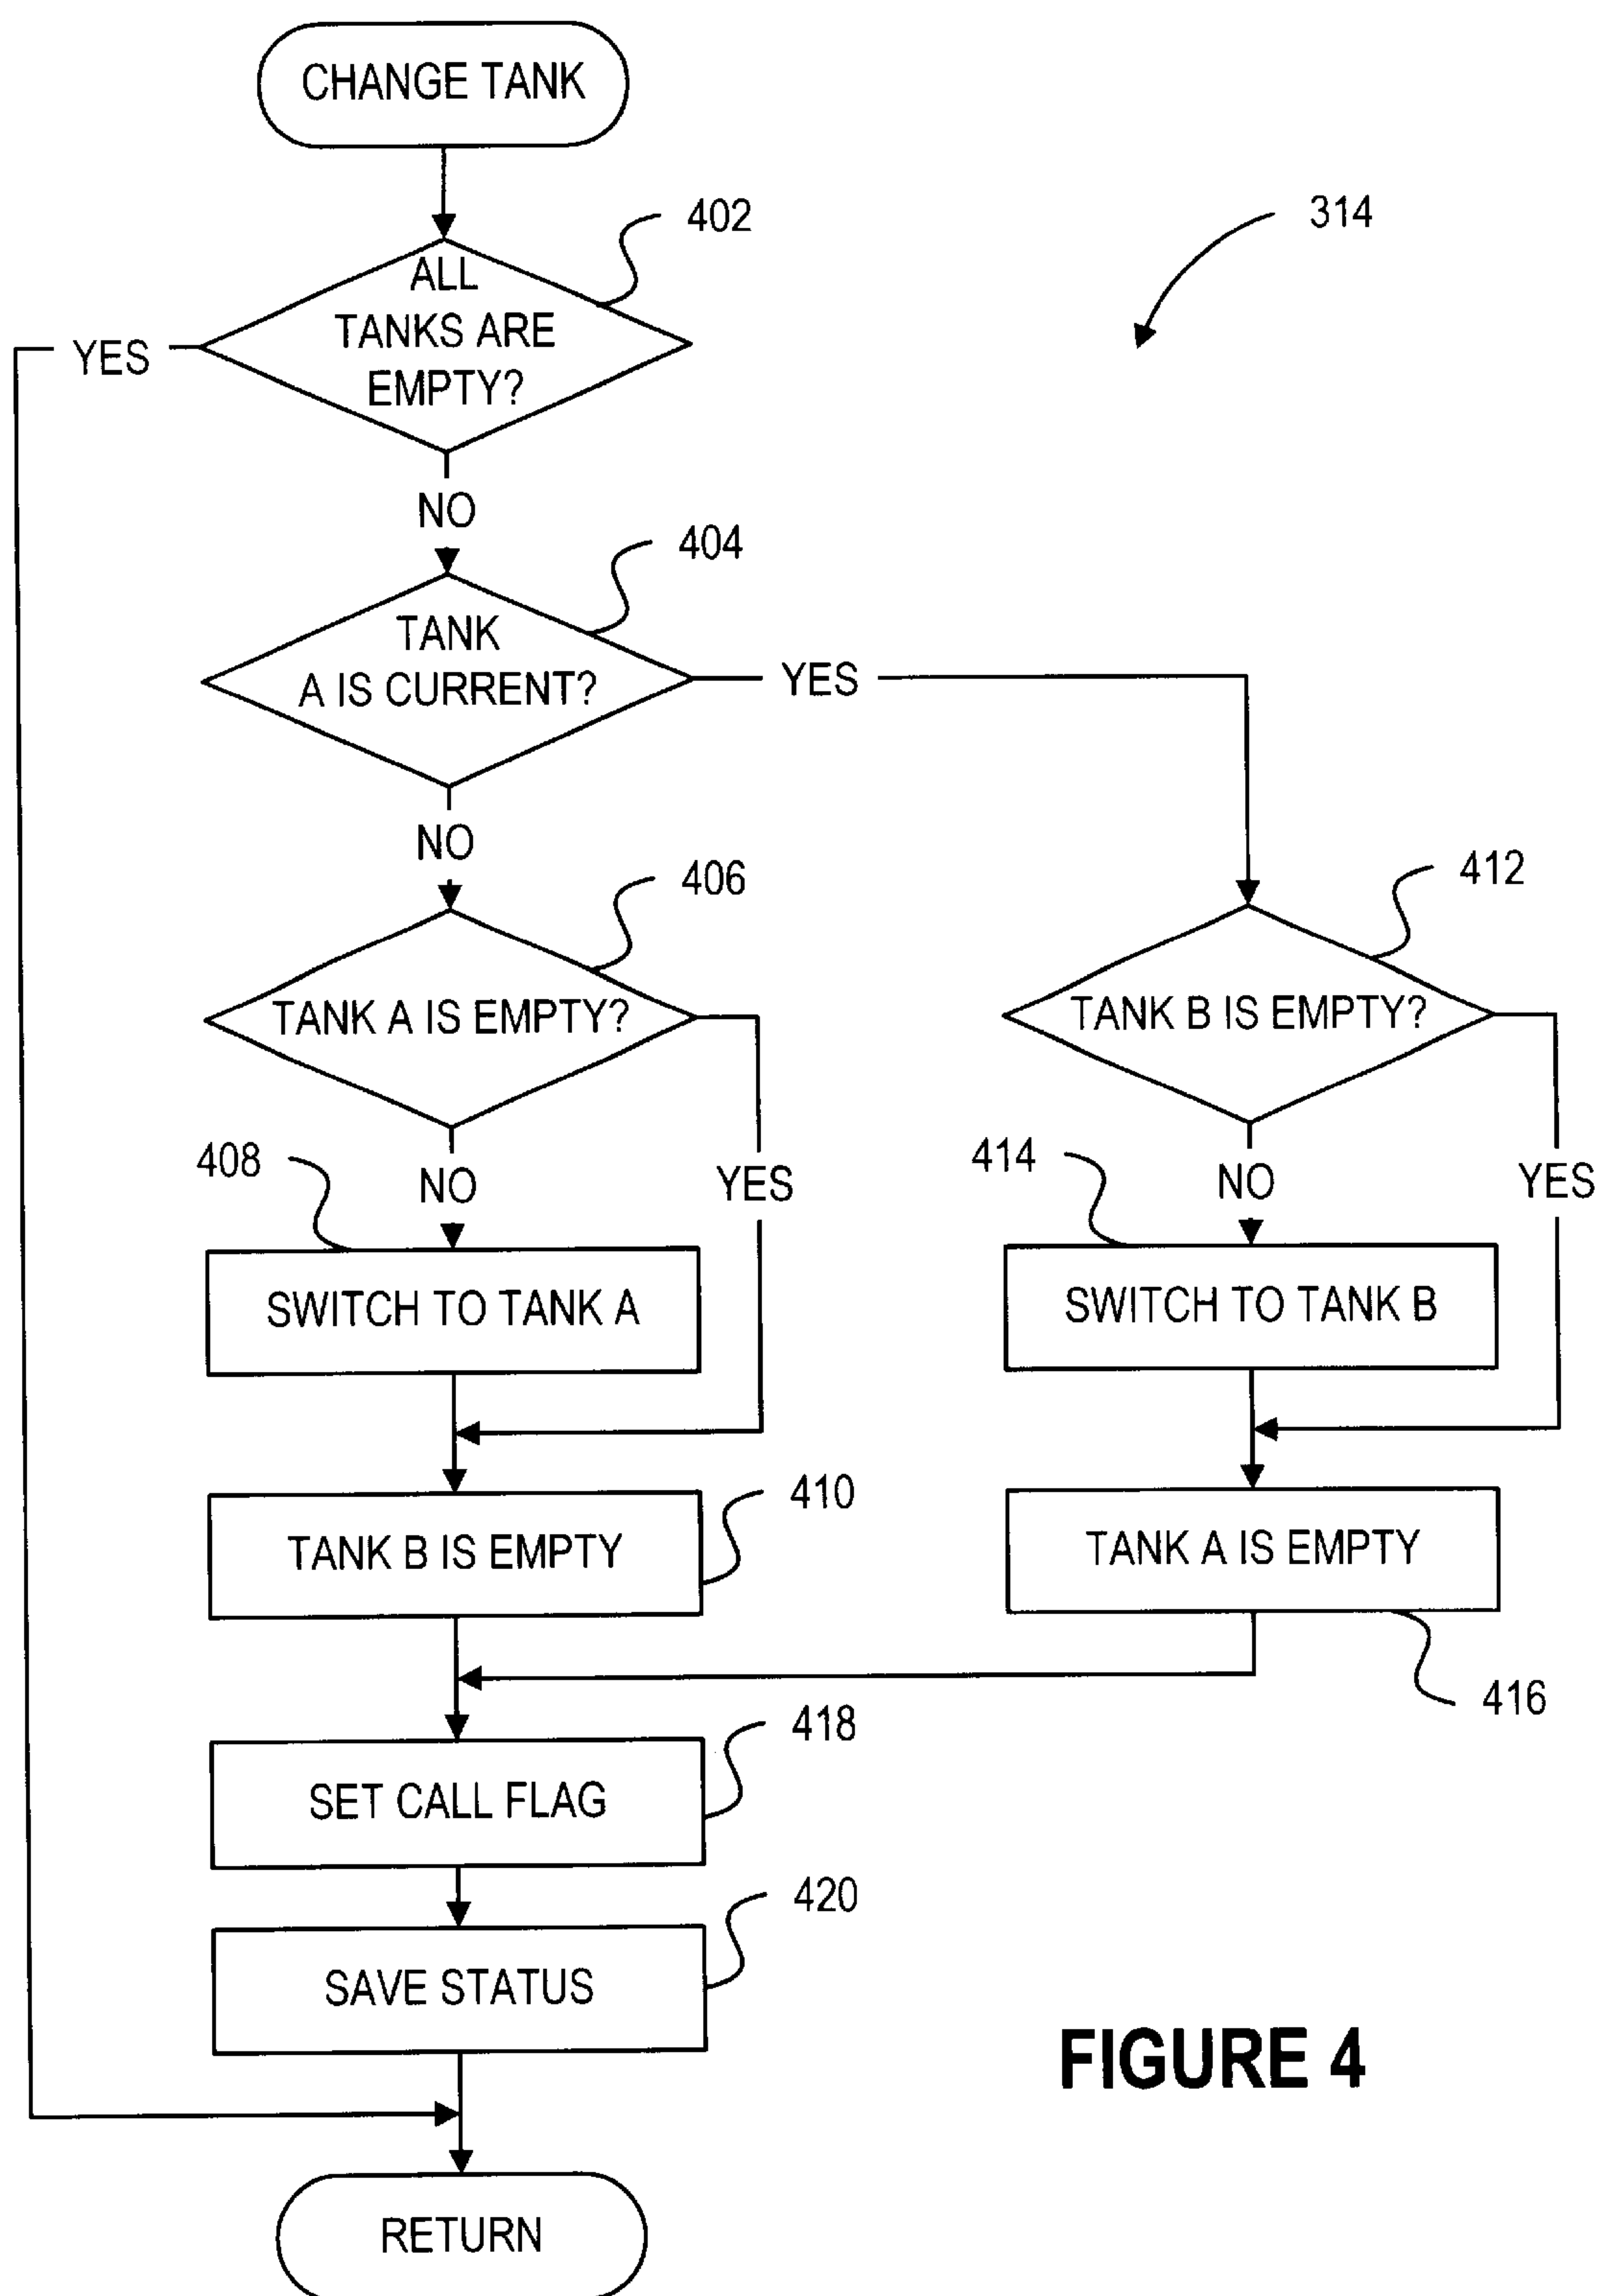 CHANGE TANK
402
314
ALL
TANKS ARE
EMPTY?
YES
NO
404
TANK
A IS CURRENT?
YES
NO
406
412
TANK A IS EMPTY?
TANK B IS EMPTY?
408
NO
YES
414
NO
YES
SWITCH TO TANK A
SWITCH TO TANK B
410
TANK B IS EMPTY
TANK A IS EMPTY
416
418
SET CALL FLAG
420
SAVE STATUS
FIGURE 4
RETURN